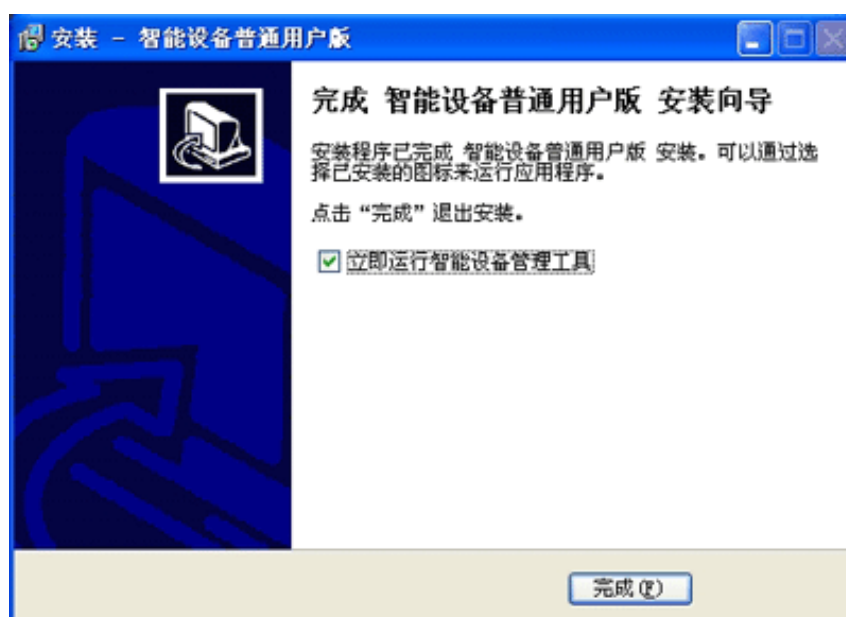 安装 - 智能设备普通用户版
完成 智能设备普通用户版 安装向导
安装程序已完成 智能设备普通用户版 安装。可以通过选
择已安装的图标来运行应用程序。
点击“完成”退出安装。
立即运行智能设备管理工具
完成(F)